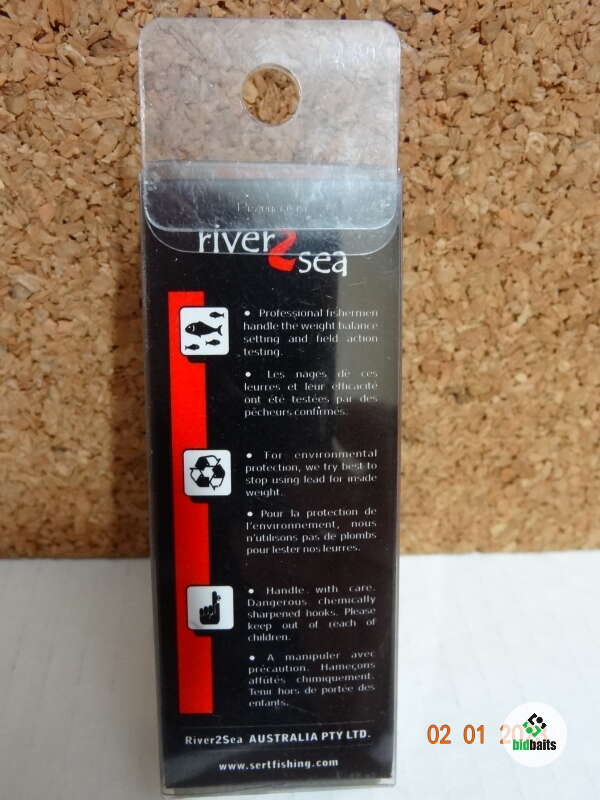 river2sea
• Professional fishermen
handle the weight balance
setting and field action
testing.
• Les nages de ces
leurres et leur efficacité
ont été testées par des
pêcheurs confirmés.
• For environmental
protection, we try best to
stop using lead for inside
weight.
• Pour la protection de
l'environnement, nous
n'utilisons pas de plombs
pour lester nos leurres.
• Handle with care.
Dangerous chemically
sharpened hooks. Please
keep out of reach of
children.
• A manipuler avec
précaution. Hameçons
affûtés chimiquement.
Tenir hors de portée des
enfants.
River2Sea AUSTRALIA PTY LTD.
www.sertfishing.com
02 01
bidbaits